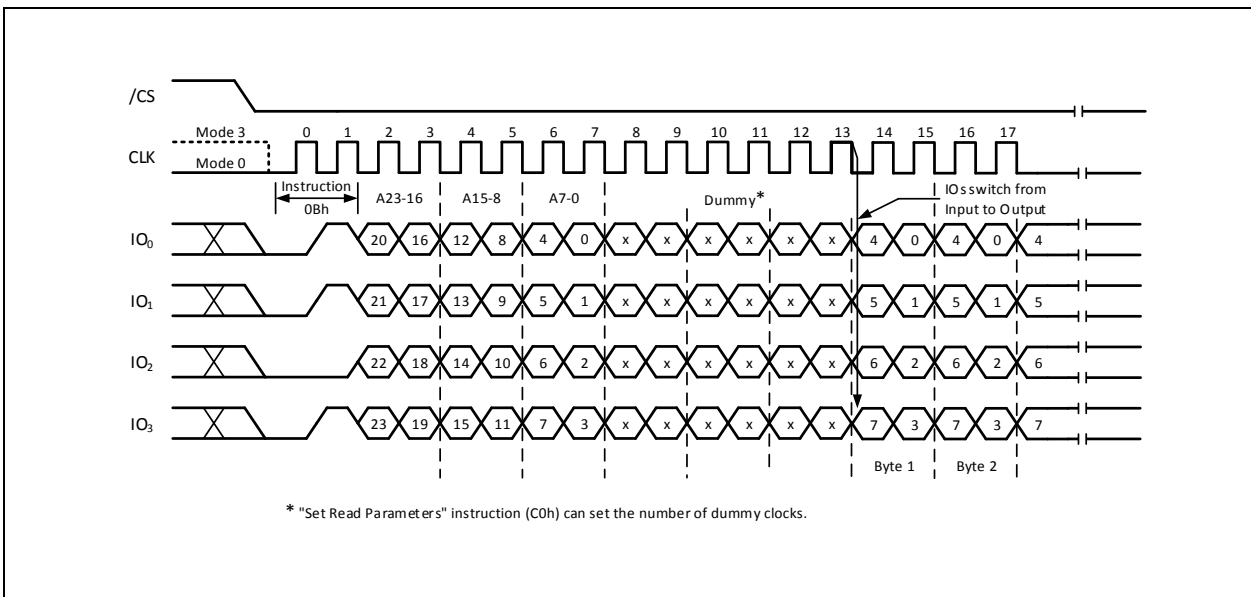 /CS
Mode 3 0 1 2 3 4 5 6 7 8 9 10 11 12 13 14 15 16 17
CLK
Mode 0
Instruction
0Bh
A23-16 A15-8 A7-0 Dummy*
IOs switch from
Input to Output
IO0 20 16 12 8 4 0 x x x x x x 4 0 4 0 4
IO1 21 17 13 9 5 1 x x x x x x 5 1 5 1 5
IO2 22 18 14 10 6 2 x x x x x x 6 2 6 2 6
IO3 23 19 15 11 7 3 x x x x x x 7 3 7 3 7
Byte 1 Byte 2
* "Set Read Parameters" instruction (C0h) can set the number of dummy clocks.